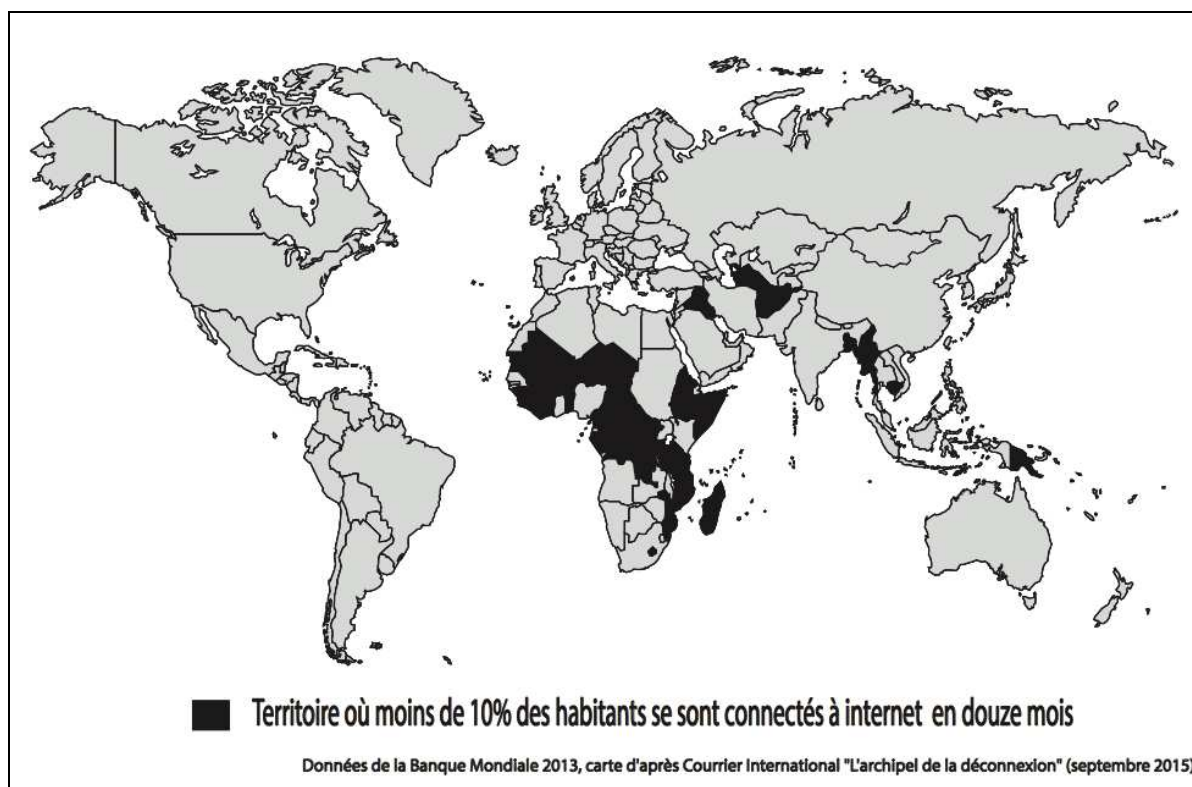 Territoire où moins de 10% des habitants se sont connectés à internet en douze mois
Données de la Banque Mondiale 2013, carte d'après Courrier International "L'archipel de la déconnexion" (septembre 2015)